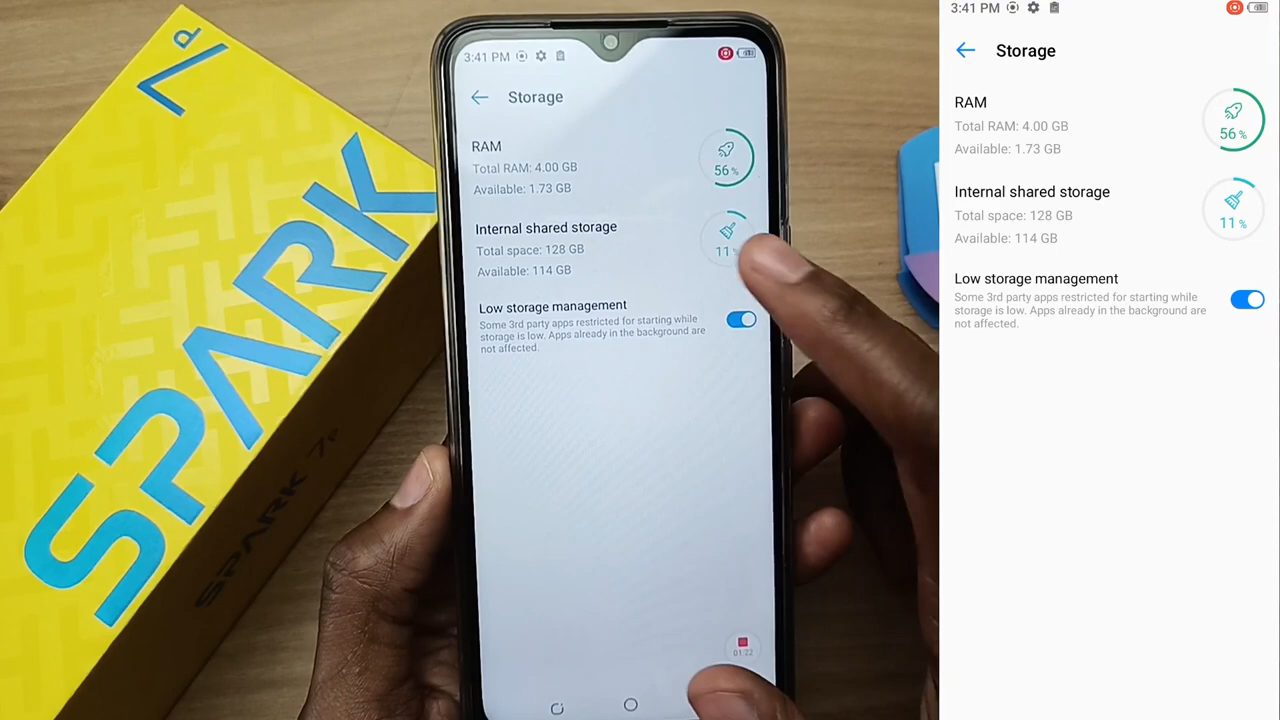 7P
SPARK
SPARK 7P
3:41 PM
Storage
RAM
Total RAM: 4.00 GB
Available: 1.73 GB
56 %
Internal shared storage
Total space: 128 GB
Available: 114 GB
11 %
Low storage management
Some 3rd party apps restricted for starting while
storage is low. Apps already in the background are
not affected.
01:22
3:41 PM
Storage
RAM
Total RAM: 4.00 GB
Available: 1.73 GB
56 %
Internal shared storage
Total space: 128 GB
Available: 114 GB
11 %
Low storage management
Some 3rd party apps restricted for starting while
storage is low. Apps already in the background are
not affected.